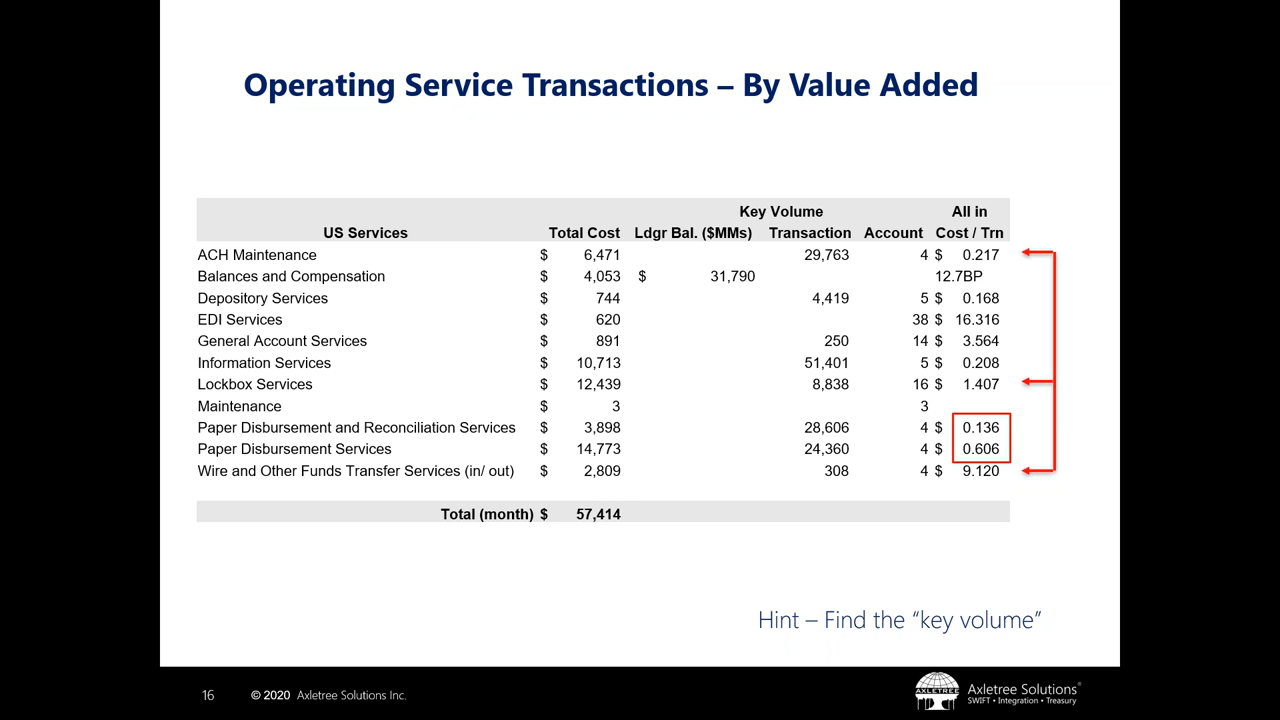 Operating Service Transactions – By Value Added
Key Volume All in
US Services Total Cost Ldgr Bal. ($MMs) Transaction Account Cost / Trn
ACH Maintenance $ 6,471 29,763 4 $ 0.217
Balances and Compensation $ 4,053 $ 31,790 12.7BP
Depository Services $ 744 4,419 5 $ 0.168
EDI Services $ 620 38 $ 16.316
General Account Services $ 891 250 14 $ 3.564
Information Services $ 10,713 51,401 5 $ 0.208
Lockbox Services $ 12,439 8,838 16 $ 1.407
Maintenance $ 3 3
Paper Disbursement and Reconciliation Services $ 3,898 28,606 4 $ 0.136
Paper Disbursement Services $ 14,773 24,360 4 $ 0.606
Wire and Other Funds Transfer Services (in/ out) $ 2,809 308 4 $ 9.120
Total (month) $ 57,414
Hint – Find the “key volume”
16 © 2020 Axletree Solutions Inc.
AXLETREE
Axletree Solutions®
SWIFT • Integration • Treasury